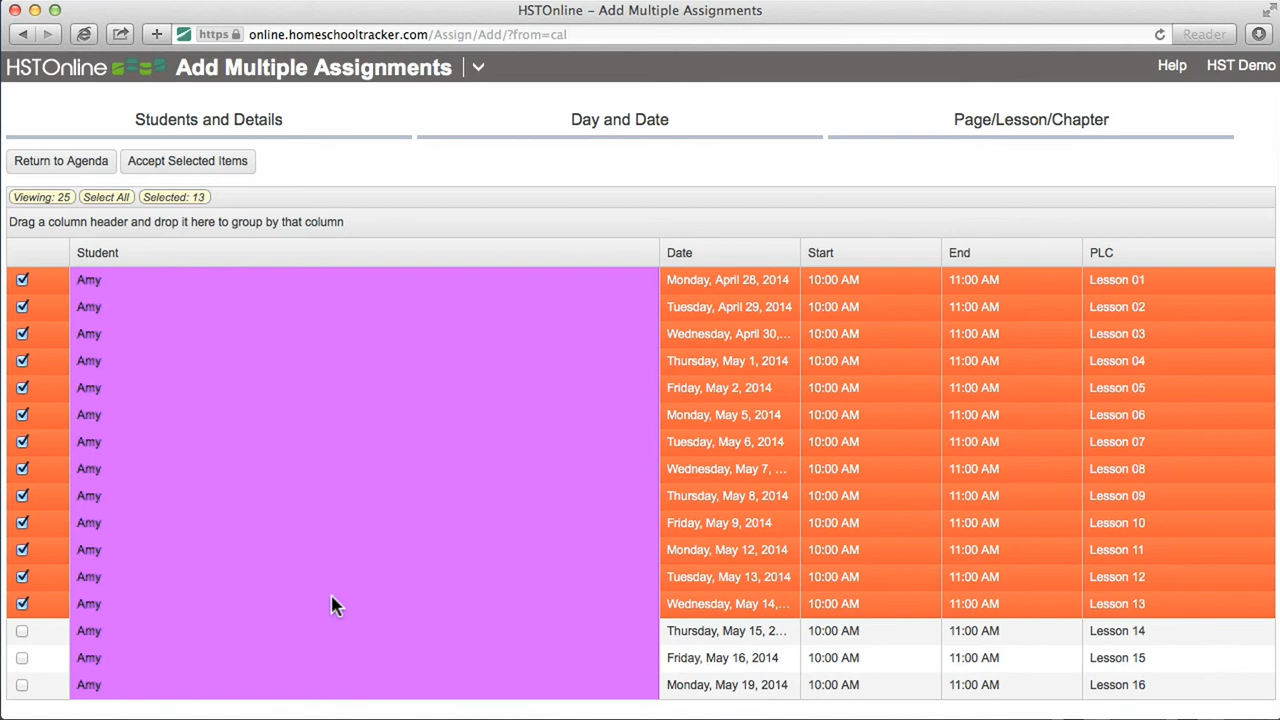 HSTOnline – Add Multiple Assignments
https online.homeschooltracker.com/Assign/Add/?from=cal Reader
HSTOnline Add Multiple Assignments Help HST Demo
Students and Details Day and Date Page/Lesson/Chapter
Return to Agenda Accept Selected Items
Viewing: 25 Select All Selected: 13
Drag a column header and drop it here to group by that column
Student Date Start End PLC
Amy Monday, April 28, 2014 10:00 AM 11:00 AM Lesson 01
Amy Tuesday, April 29, 2014 10:00 AM 11:00 AM Lesson 02
Amy Wednesday, April 30,... 10:00 AM 11:00 AM Lesson 03
Amy Thursday, May 1, 2014 10:00 AM 11:00 AM Lesson 04
Amy Friday, May 2, 2014 10:00 AM 11:00 AM Lesson 05
Amy Monday, May 5, 2014 10:00 AM 11:00 AM Lesson 06
Amy Tuesday, May 6, 2014 10:00 AM 11:00 AM Lesson 07
Amy Wednesday, May 7, ... 10:00 AM 11:00 AM Lesson 08
Amy Thursday, May 8, 2014 10:00 AM 11:00 AM Lesson 09
Amy Friday, May 9, 2014 10:00 AM 11:00 AM Lesson 10
Amy Monday, May 12, 2014 10:00 AM 11:00 AM Lesson 11
Amy Tuesday, May 13, 2014 10:00 AM 11:00 AM Lesson 12
Amy Wednesday, May 14,... 10:00 AM 11:00 AM Lesson 13
Amy Thursday, May 15, 2... 10:00 AM 11:00 AM Lesson 14
Amy Friday, May 16, 2014 10:00 AM 11:00 AM Lesson 15
Amy Monday, May 19, 2014 10:00 AM 11:00 AM Lesson 16